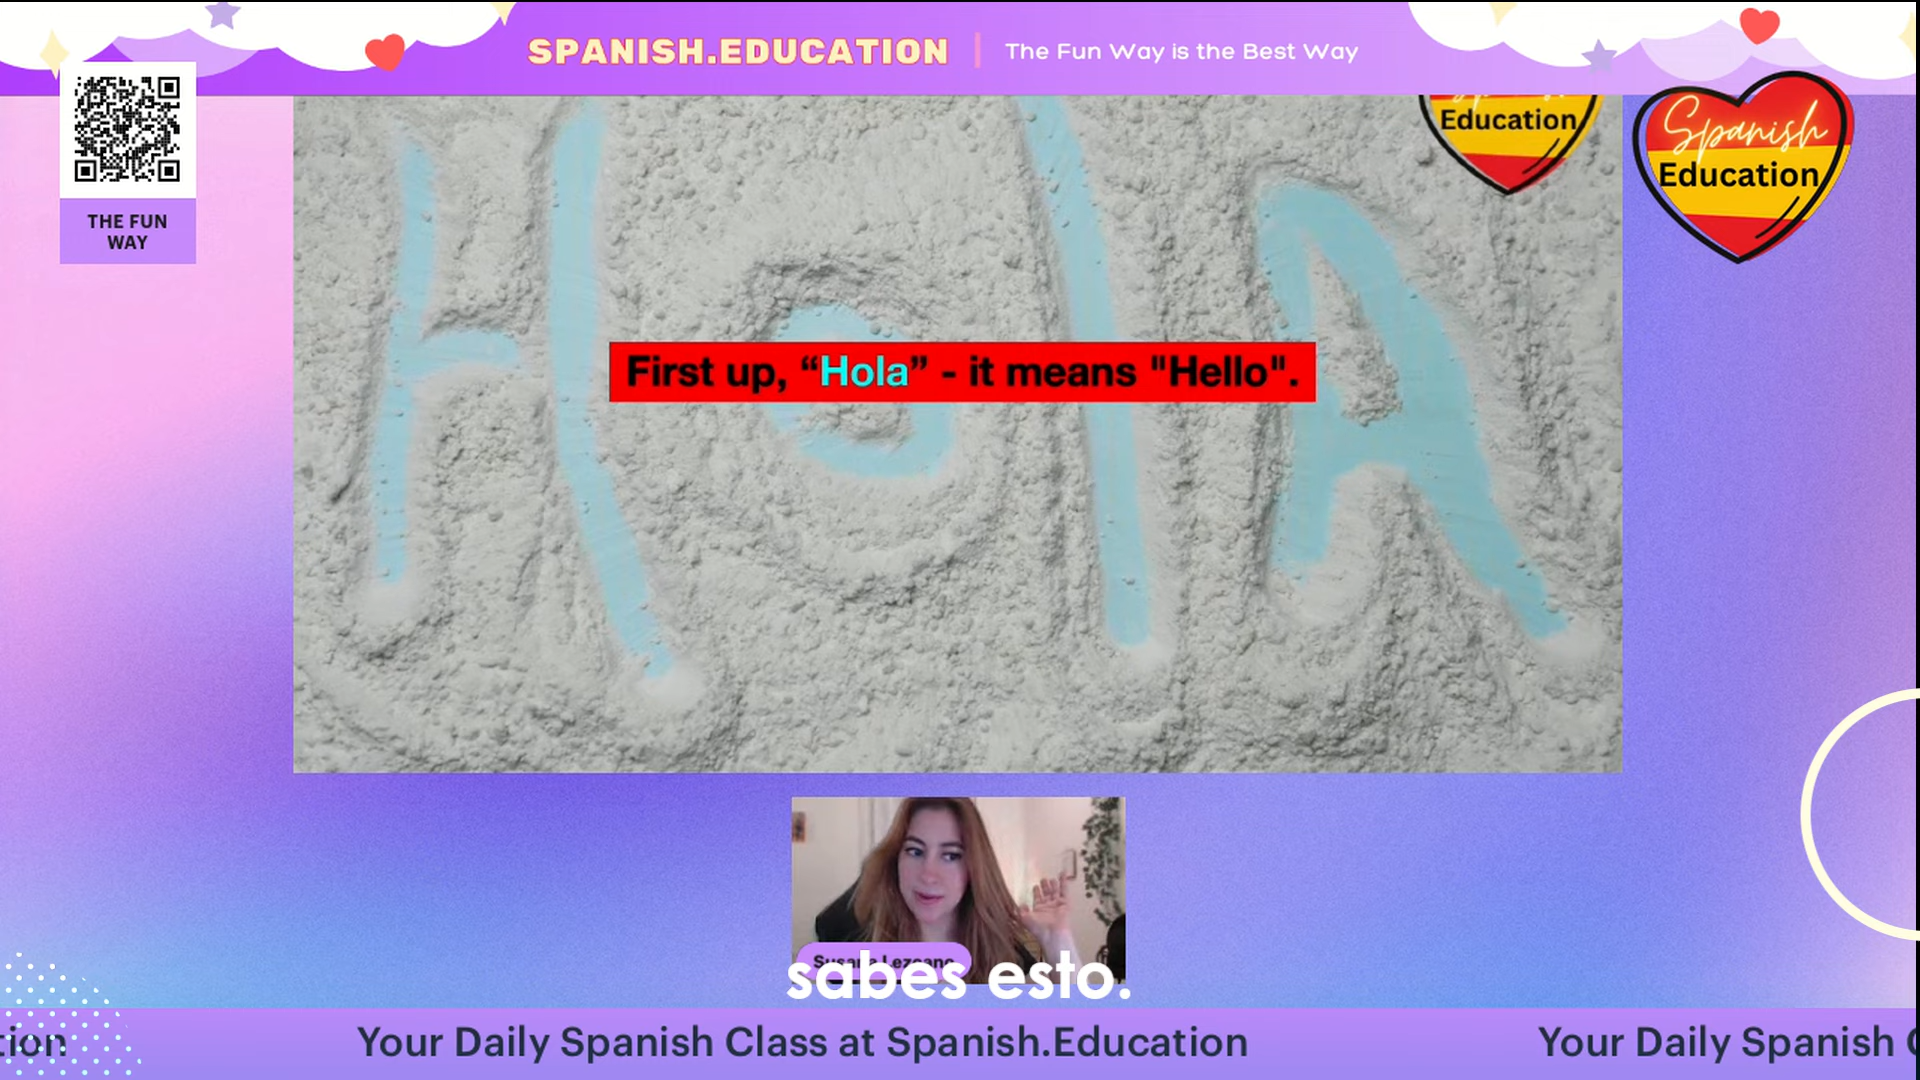 SPANISH.EDUCATION
The Fun Way is the Best Way
THE FUN
WAY
Education
Spanish
Education
HOlA
First up, “Hola” - it means "Hello".
sabes esto.
tion
Your Daily Spanish Class at Spanish.Education
Your Daily Spanish